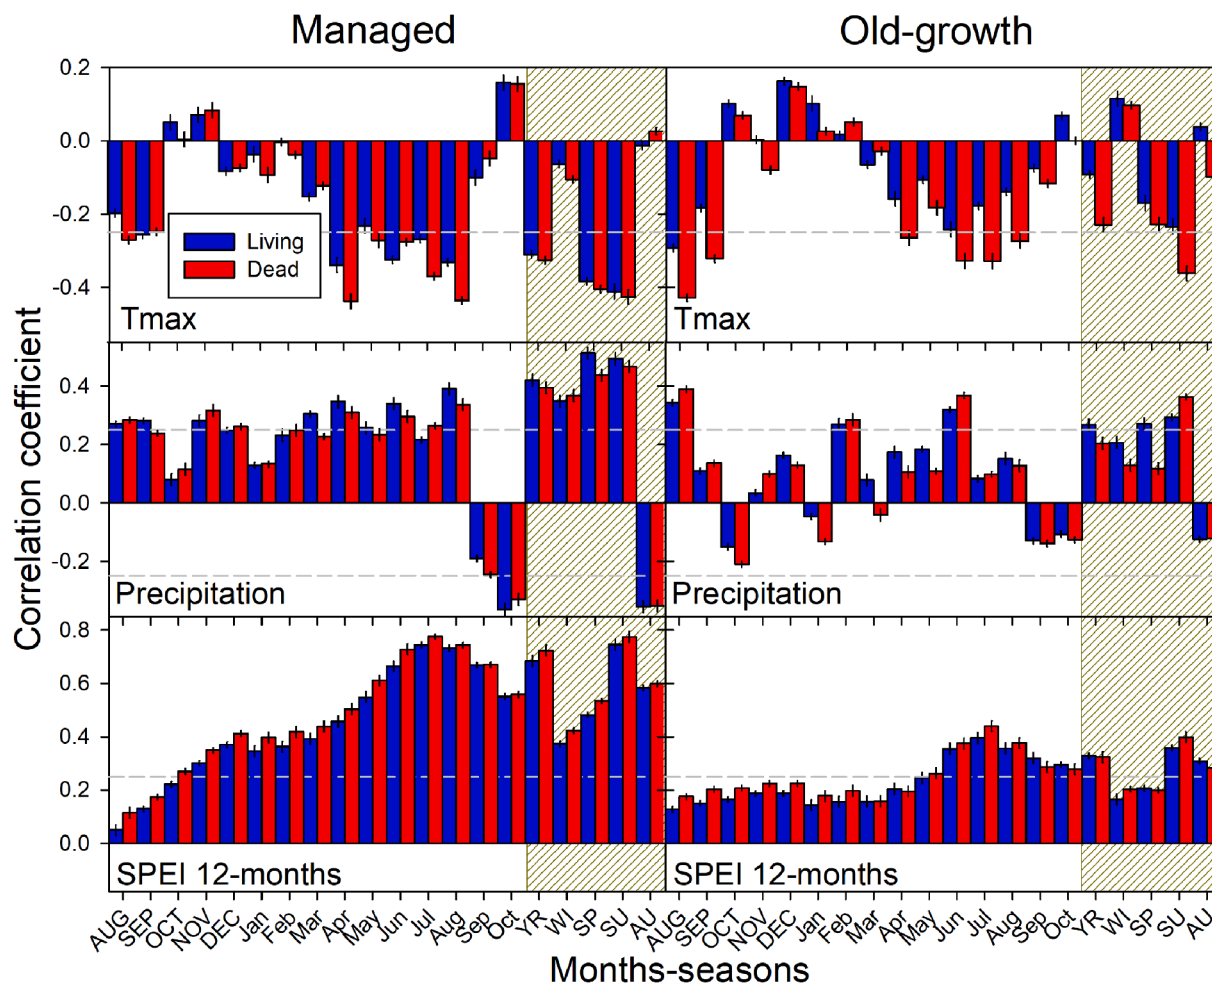 Managed Old-growth
0.2
0.0
-0.2
-0.4
Living
Dead
Tmax Tmax
0.4
0.2
0.0
-0.2
Precipitation Precipitation
0.8
0.6
0.4
0.2
0.0
SPEI 12-months SPEI 12-months
Correlation coefficient
AUG SEP OCT NOV DEC Jan Feb Mar Apr May Jun Jul Aug Sep Oct YR WI SP SU AU AUG SEP OCT NOV DEC Jan Feb Mar Apr May Jun Jul Aug Sep Oct YR WI SP SU AU
Months-seasons